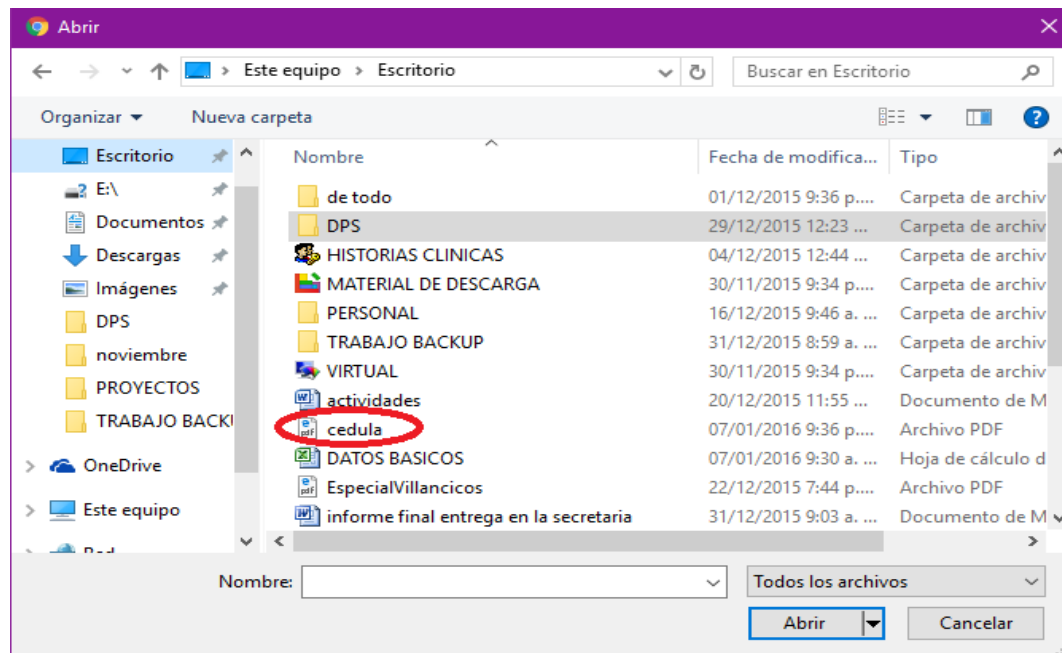 Abrir
Este equipo > Escritorio
Buscar en Escritorio
Organizar
Nueva carpeta
Escritorio
E:\
Documentos
Descargas
Imágenes
DPS
noviembre
PROYECTOS
TRABAJO BACKU
OneDrive
Este equipo
Nombre Fecha de modifica... Tipo
de todo 01/12/2015 9:36 p.... Carpeta de archiv
DPS 29/12/2015 12:23 ... Carpeta de archiv
HISTORIAS CLINICAS 04/12/2015 12:44 ... Carpeta de archiv
MATERIAL DE DESCARGA 30/11/2015 9:34 p.... Carpeta de archiv
PERSONAL 16/12/2015 9:46 a. ... Carpeta de archiv
TRABAJO BACKUP 31/12/2015 8:59 a. ... Carpeta de archiv
VIRTUAL 30/11/2015 9:34 p.... Carpeta de archiv
actividades 20/12/2015 11:55 ... Documento de M
cedula 07/01/2016 9:36 p.... Archivo PDF
DATOS BASICOS 07/01/2016 9:30 a. ... Hoja de cálculo d
EspecialVillancicos 22/12/2015 7:44 p.... Archivo PDF
informe final entrega en la secretaria 31/12/2015 9:03 a. ... Documento de M
Nombre:
Todos los archivos
Abrir
Cancelar